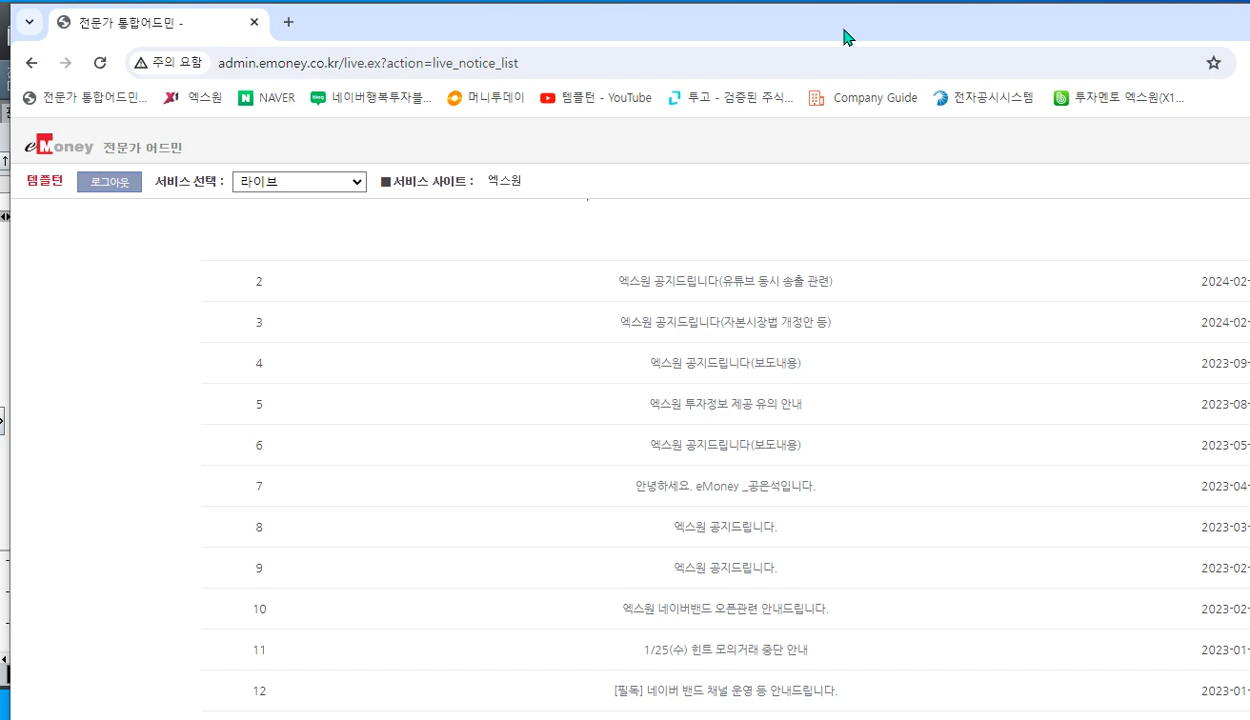 전문가 통합어드민 -
주의 요함 admin.emoney.co.kr/live.ex?action=live_notice_list
전문가 통합어드민... X1 엑스원 N NAVER blog 네이버행복투자블... 머니투데이 템플턴 - YouTube 투고 - 검증된 주식... Company Guide 전자공시시스템 투자멘토 엑스원(X1...
eMoney 전문가 어드민
템플턴 로그아웃 서비스 선택 : 라이브 ■서비스 사이트 : 엑스원
2 엑스원 공지드립니다(유튜브 동시 송출 관련) 2024-02-
3 엑스원 공지드립니다(자본시장법 개정안 등) 2024-02-
4 엑스원 공지드립니다(보도내용) 2023-09-
5 엑스원 투자정보 제공 유의 안내 2023-08-
6 엑스원 공지드립니다(보도내용) 2023-05-
7 안녕하세요. eMoney _공은석입니다. 2023-04-
8 엑스원 공지드립니다. 2023-03-
9 엑스원 공지드립니다. 2023-02-
10 엑스원 네이버밴드 오픈관련 안내드립니다. 2023-02-
11 1/25(수) 힌트 모의거래 중단 안내 2023-01-
12 [필독] 네이버 밴드 채널 운영 등 안내드립니다. 2023-01-